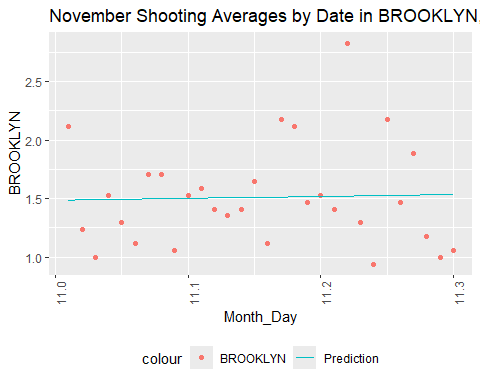 November Shooting Averages by Date in BROOKLYN.
BROOKLYN
2.5
2.0
1.5
1.0
11.0
11.1
11.2
11.3
Month_Day
colour
BROOKLYN
Prediction